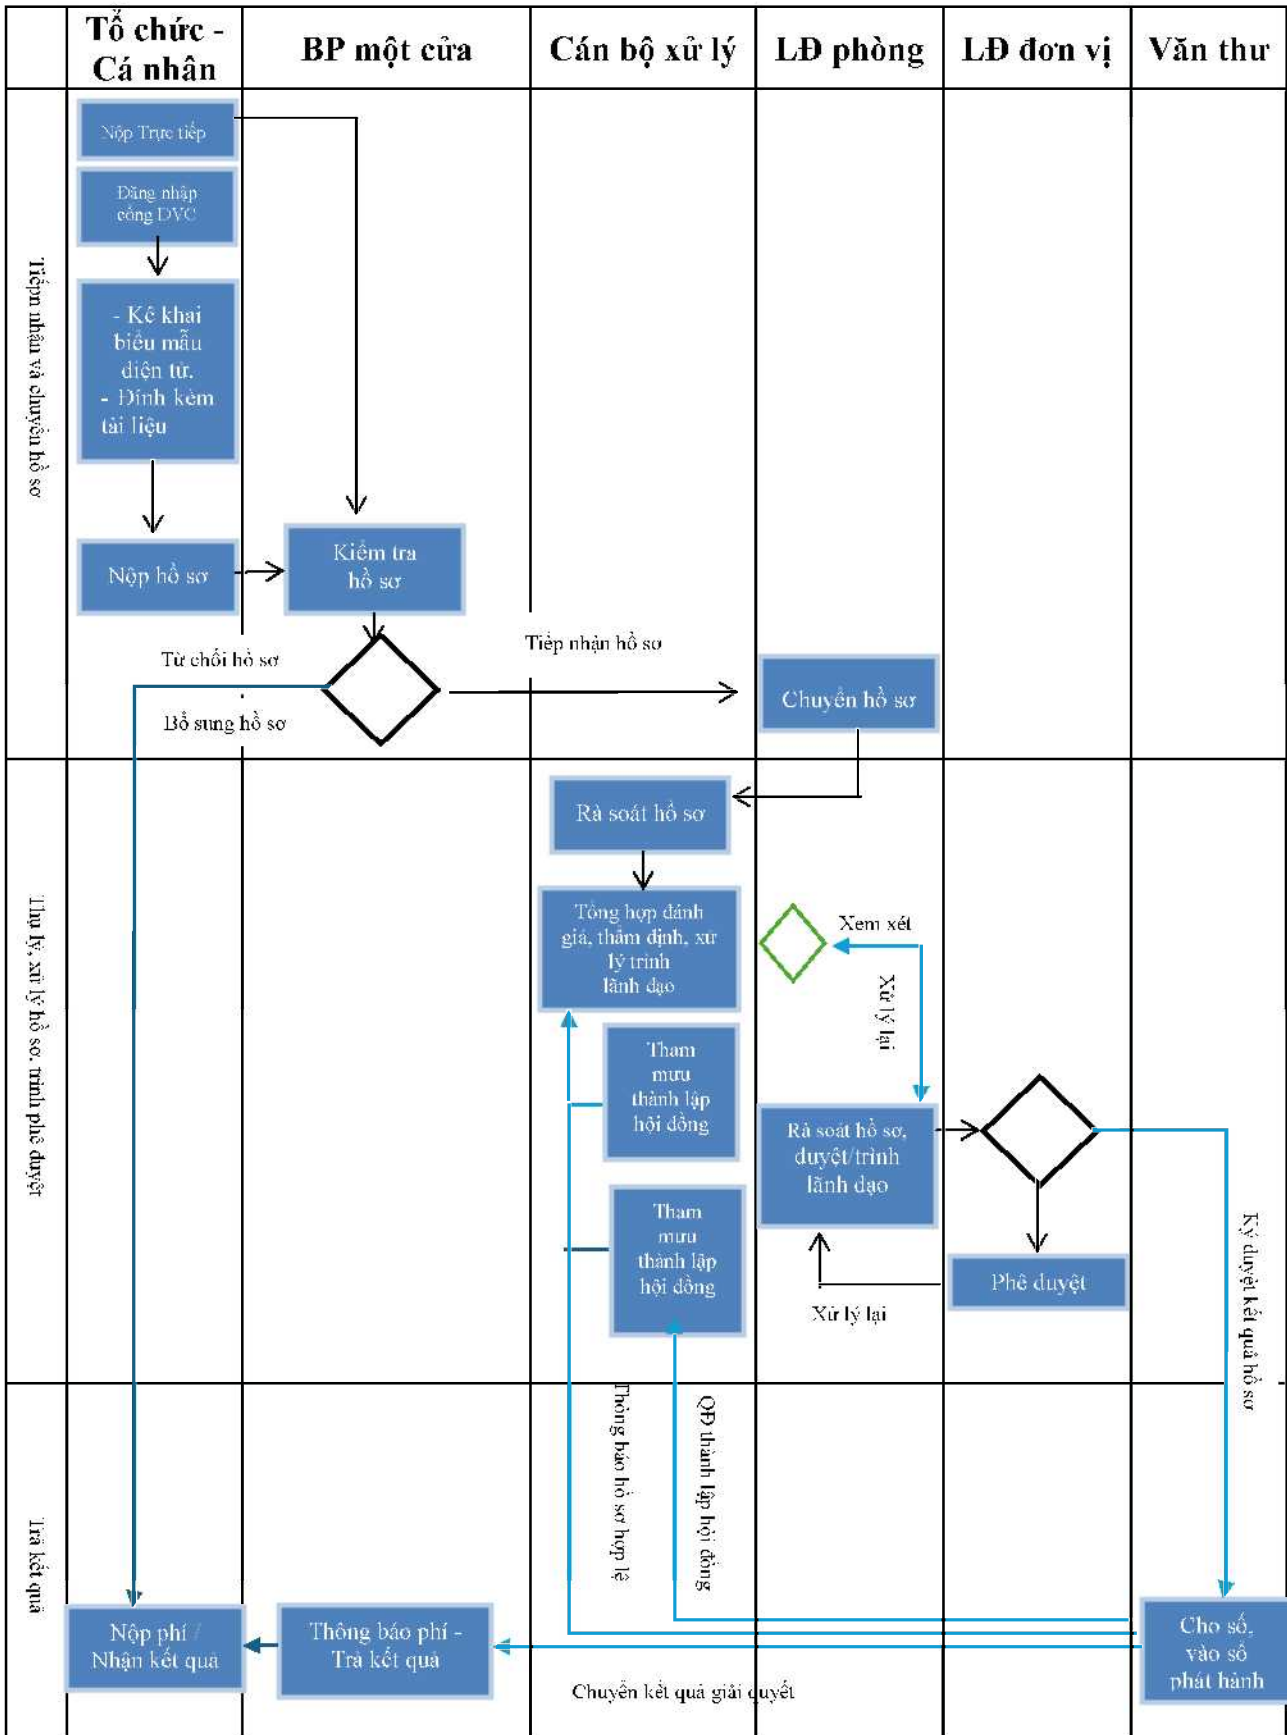 Tổ chức -
Cá nhân
BP một cửa
Cán bộ xử lý
LĐ phòng
LĐ đơn vị
Văn thư
Tiếpn nhận và chuyển hồ sơ
Nộp Trực tiếp
Đăng nhập
cổng DVC
- Kê khai
biểu mẫu
điện tử.
- Đính kèm
tài liệu
Nộp hồ sơ
Kiểm tra
hồ sơ
Từ chối hồ sơ
Bổ sung hồ sơ
Tiếp nhận hồ sơ
Chuyển hồ sơ
Thụ lý, xử lý hồ sơ, trình phê duyệt
Rà soát hồ sơ
Tổng hợp đánh
giá, thẩm định, xử
lý trình
lãnh đạo
Xem xét
Xử lý lại
Tham
mưu
thành lập
hội đồng
Rà soát hồ sơ,
duyệt/trình
lãnh đạo
Tham
mưu
thành lập
hội đồng
Phê duyệt
Xử lý lại
Ký duyệt kết quả hồ sơ
Trả kết quả
Thông báo hồ sơ hợp lệ
QĐ thành lập hội đồng
Nộp phí /
Nhận kết quả
Thông báo phí -
Trả kết quả
Cho số,
vào sổ
phát hành
Chuyển kết quả giải quyết